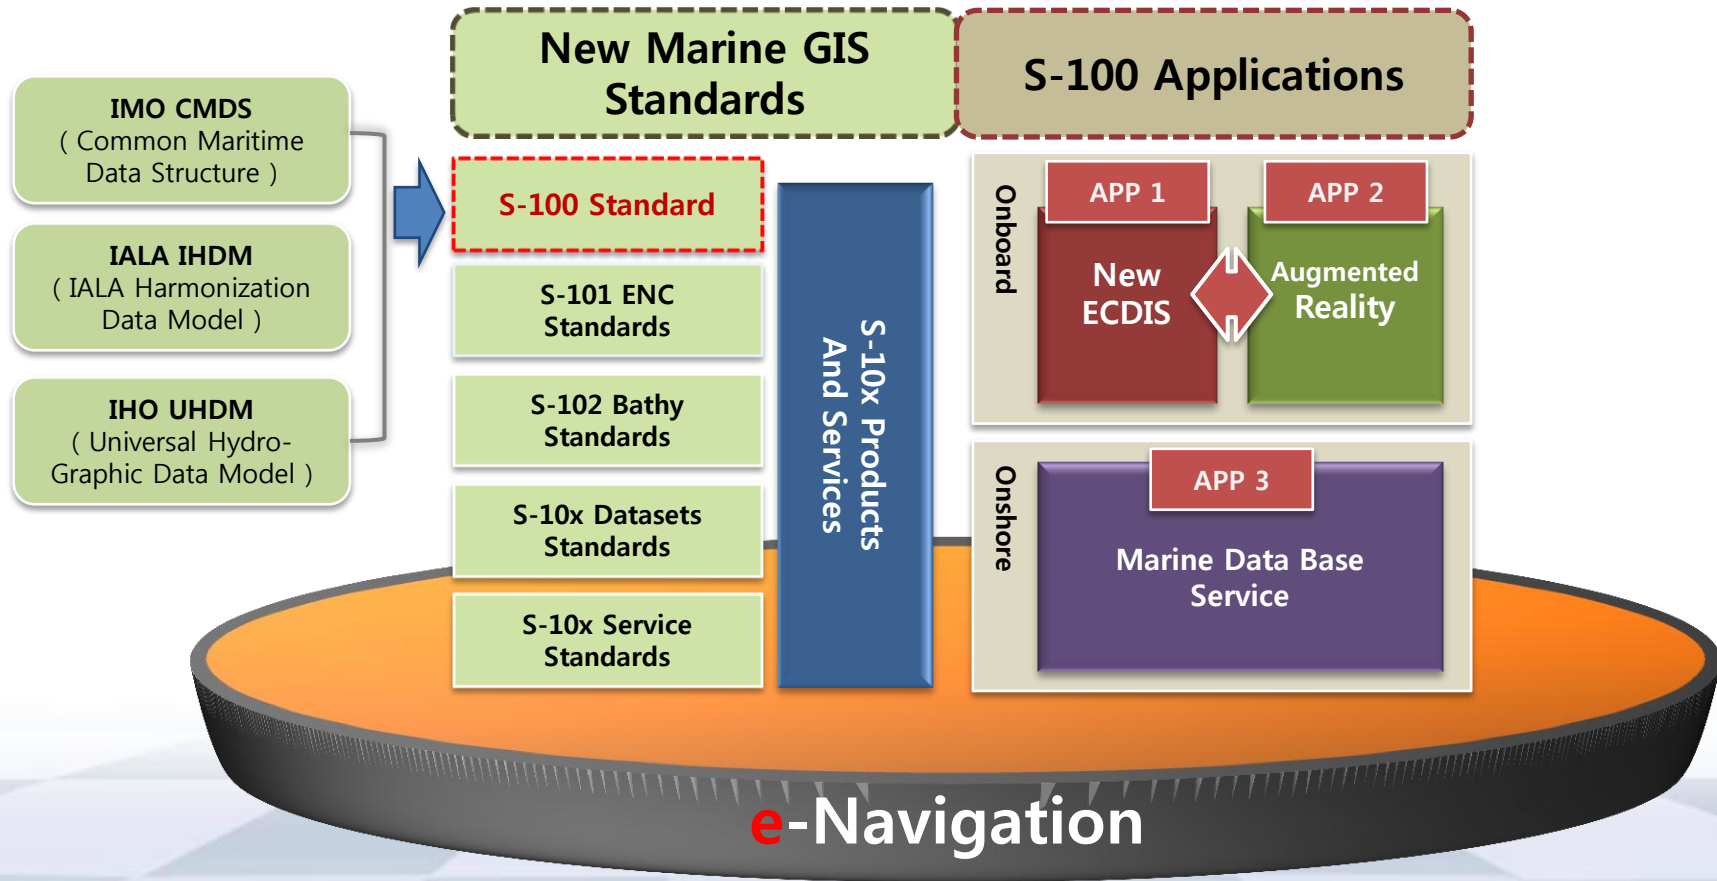 New Marine GIS
Standards
S-100 Applications
IMO CMDS
( Common Maritime
Data Structure )
IALA IHDM
( IALA Harmonization
Data Model )
IHO UHDM
( Universal Hydro-
Graphic Data Model )
S-100 Standard
S-101 ENC
Standards
S-102 Bathy
Standards
S-10x Datasets
Standards
S-10x Service
Standards
S-10x Products
And Services
Onboard
APP 1
New
ECDIS
APP 2
Augmented
Reality
Onshore
APP 3
Marine Data Base
Service
e-Navigation